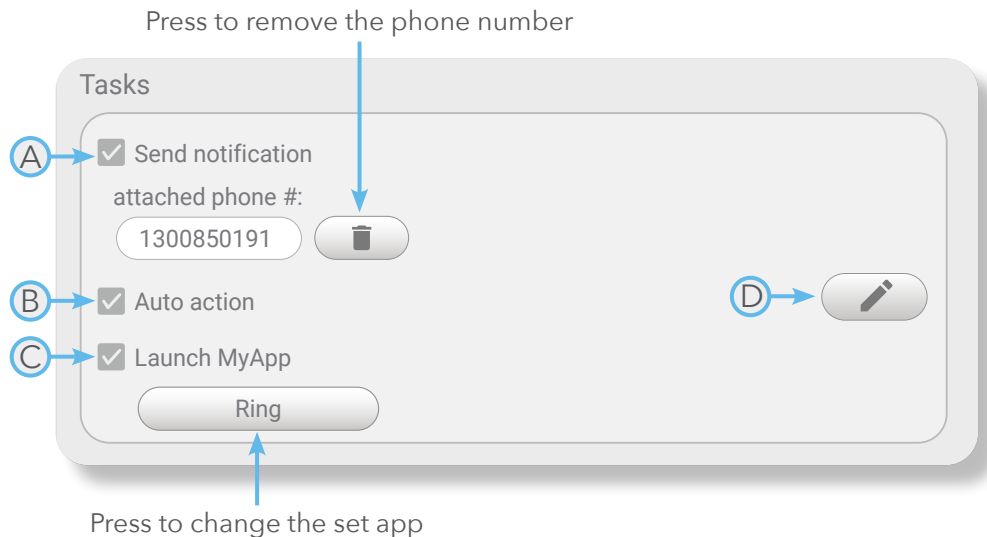 Press to remove the phone number
Tasks
A
Send notification
attached phone #:
1300850191
B
Auto action
D
C
Launch MyApp
Ring
Press to change the set app